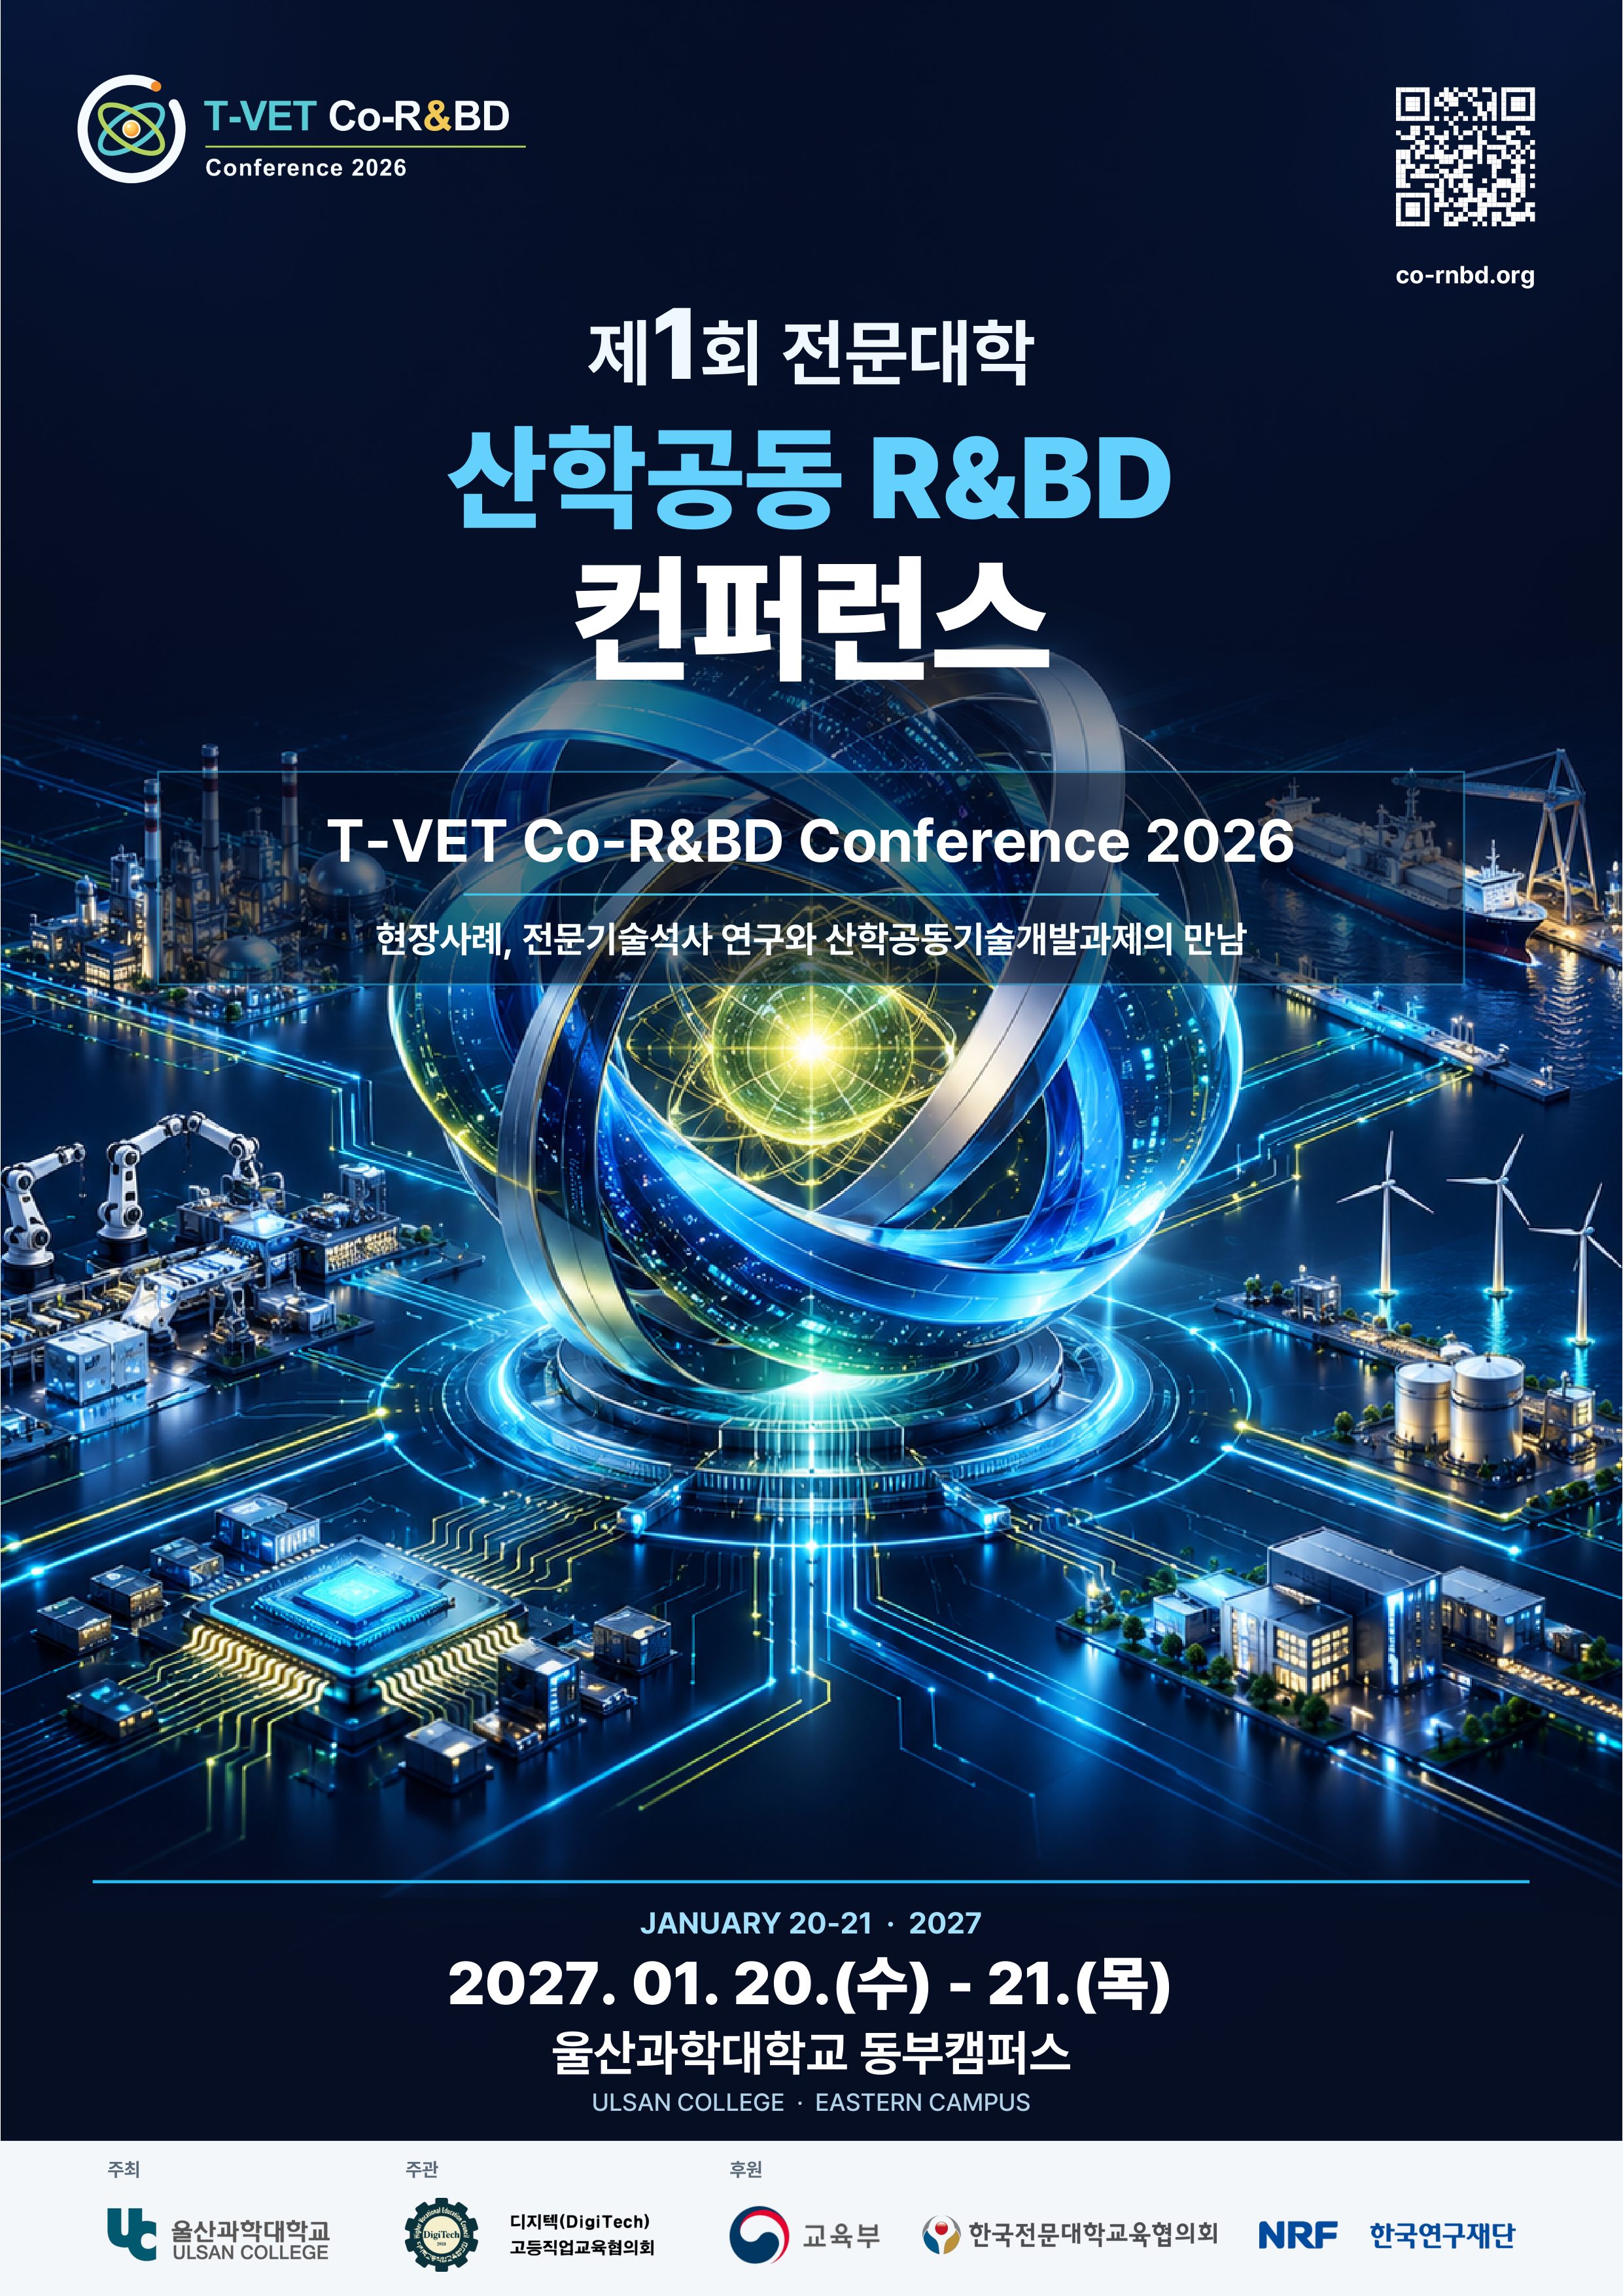 T-VET Co-R&BD
Conference 2026
co-rnbd.org
제1회 전문대학
산학공동 R&BD
컨퍼런스
T-VET Co-R&BD Conference 2026
현장사례, 전문기술석사 연구와 산학공동기술개발과제의 만남
JANUARY 20-21 · 2027
2027. 01. 20.(수) - 21.(목)
울산과학대학교 동부캠퍼스
ULSAN COLLEGE · EASTERN CAMPUS
주최
UC 울산과학대학교
ULSAN COLLEGE
주관
DigiTech
디지텍(DigiTech)
고등직업교육협의회
후원
교육부
한국전문대학교육협의회
NRF 한국연구재단